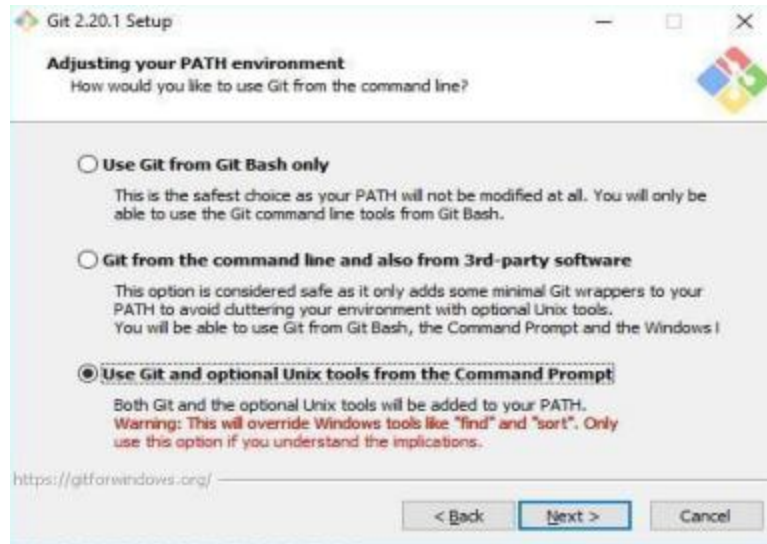 Git 2.20.1 Setup
Adjusting your PATH environment
How would you like to use Git from the command line?
Use Git from Git Bash only
This is the safest choice as your PATH will not be modified at all. You will only be
able to use the Git command line tools from Git Bash.
Git from the command line and also from 3rd-party software
This option is considered safe as it only adds some minimal Git wrappers to your
PATH to avoid cluttering your environment with optional Unix tools.
You will be able to use Git from Git Bash, the Command Prompt and the Windows
Use Git and optional Unix tools from the Command Prompt
Both Git and the optional Unix tools will be added to your PATH.
Warning: This will override Windows tools like "find" and "sort". Only
use this option if you understand the implications.
https://gitforwindows.org/
< Back
Next >
Cancel